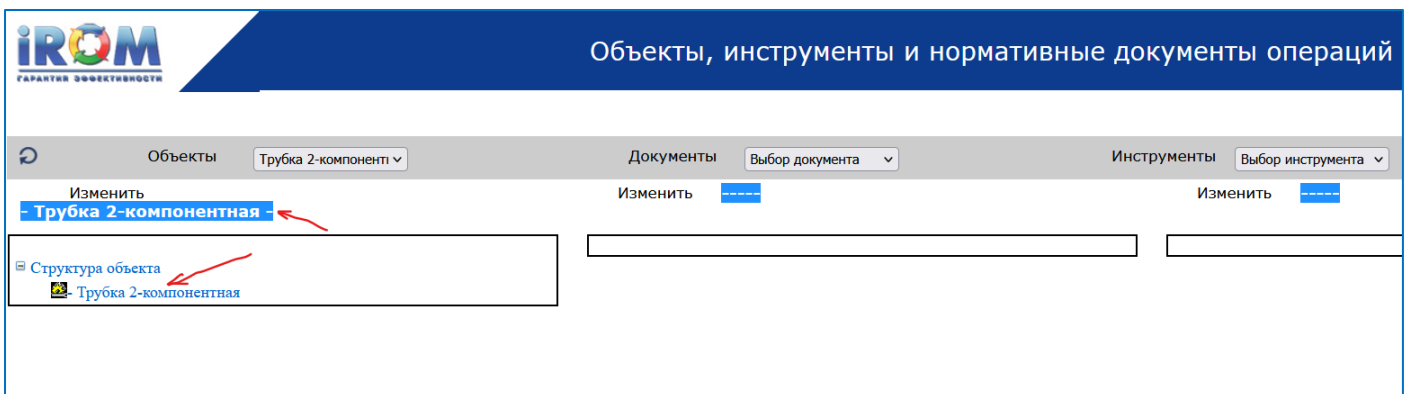 iROM
ГАРАНТИЯ ЭФФЕКТИВНОСТИ
Объекты, инструменты и нормативные документы операций
Объекты Трубка 2-компонентı Документы Выбор документа Инструменты Выбор инструмента
Изменить Изменить ----- Изменить -----
- Трубка 2-компонентная -
Структура объекта
- Трубка 2-компонентная